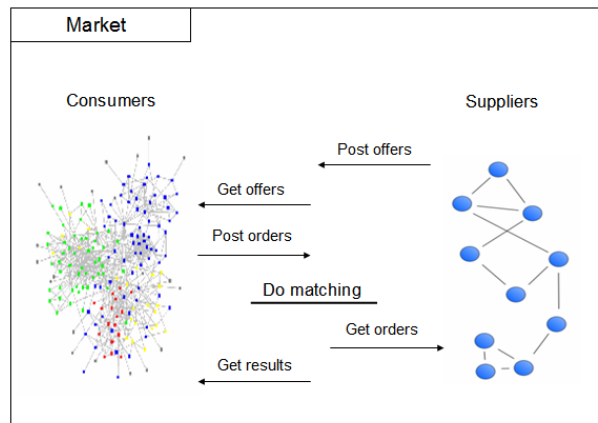 Market
Consumers
Suppliers
Post offers
Get offers
Post orders
Do matching
Get orders
Get results